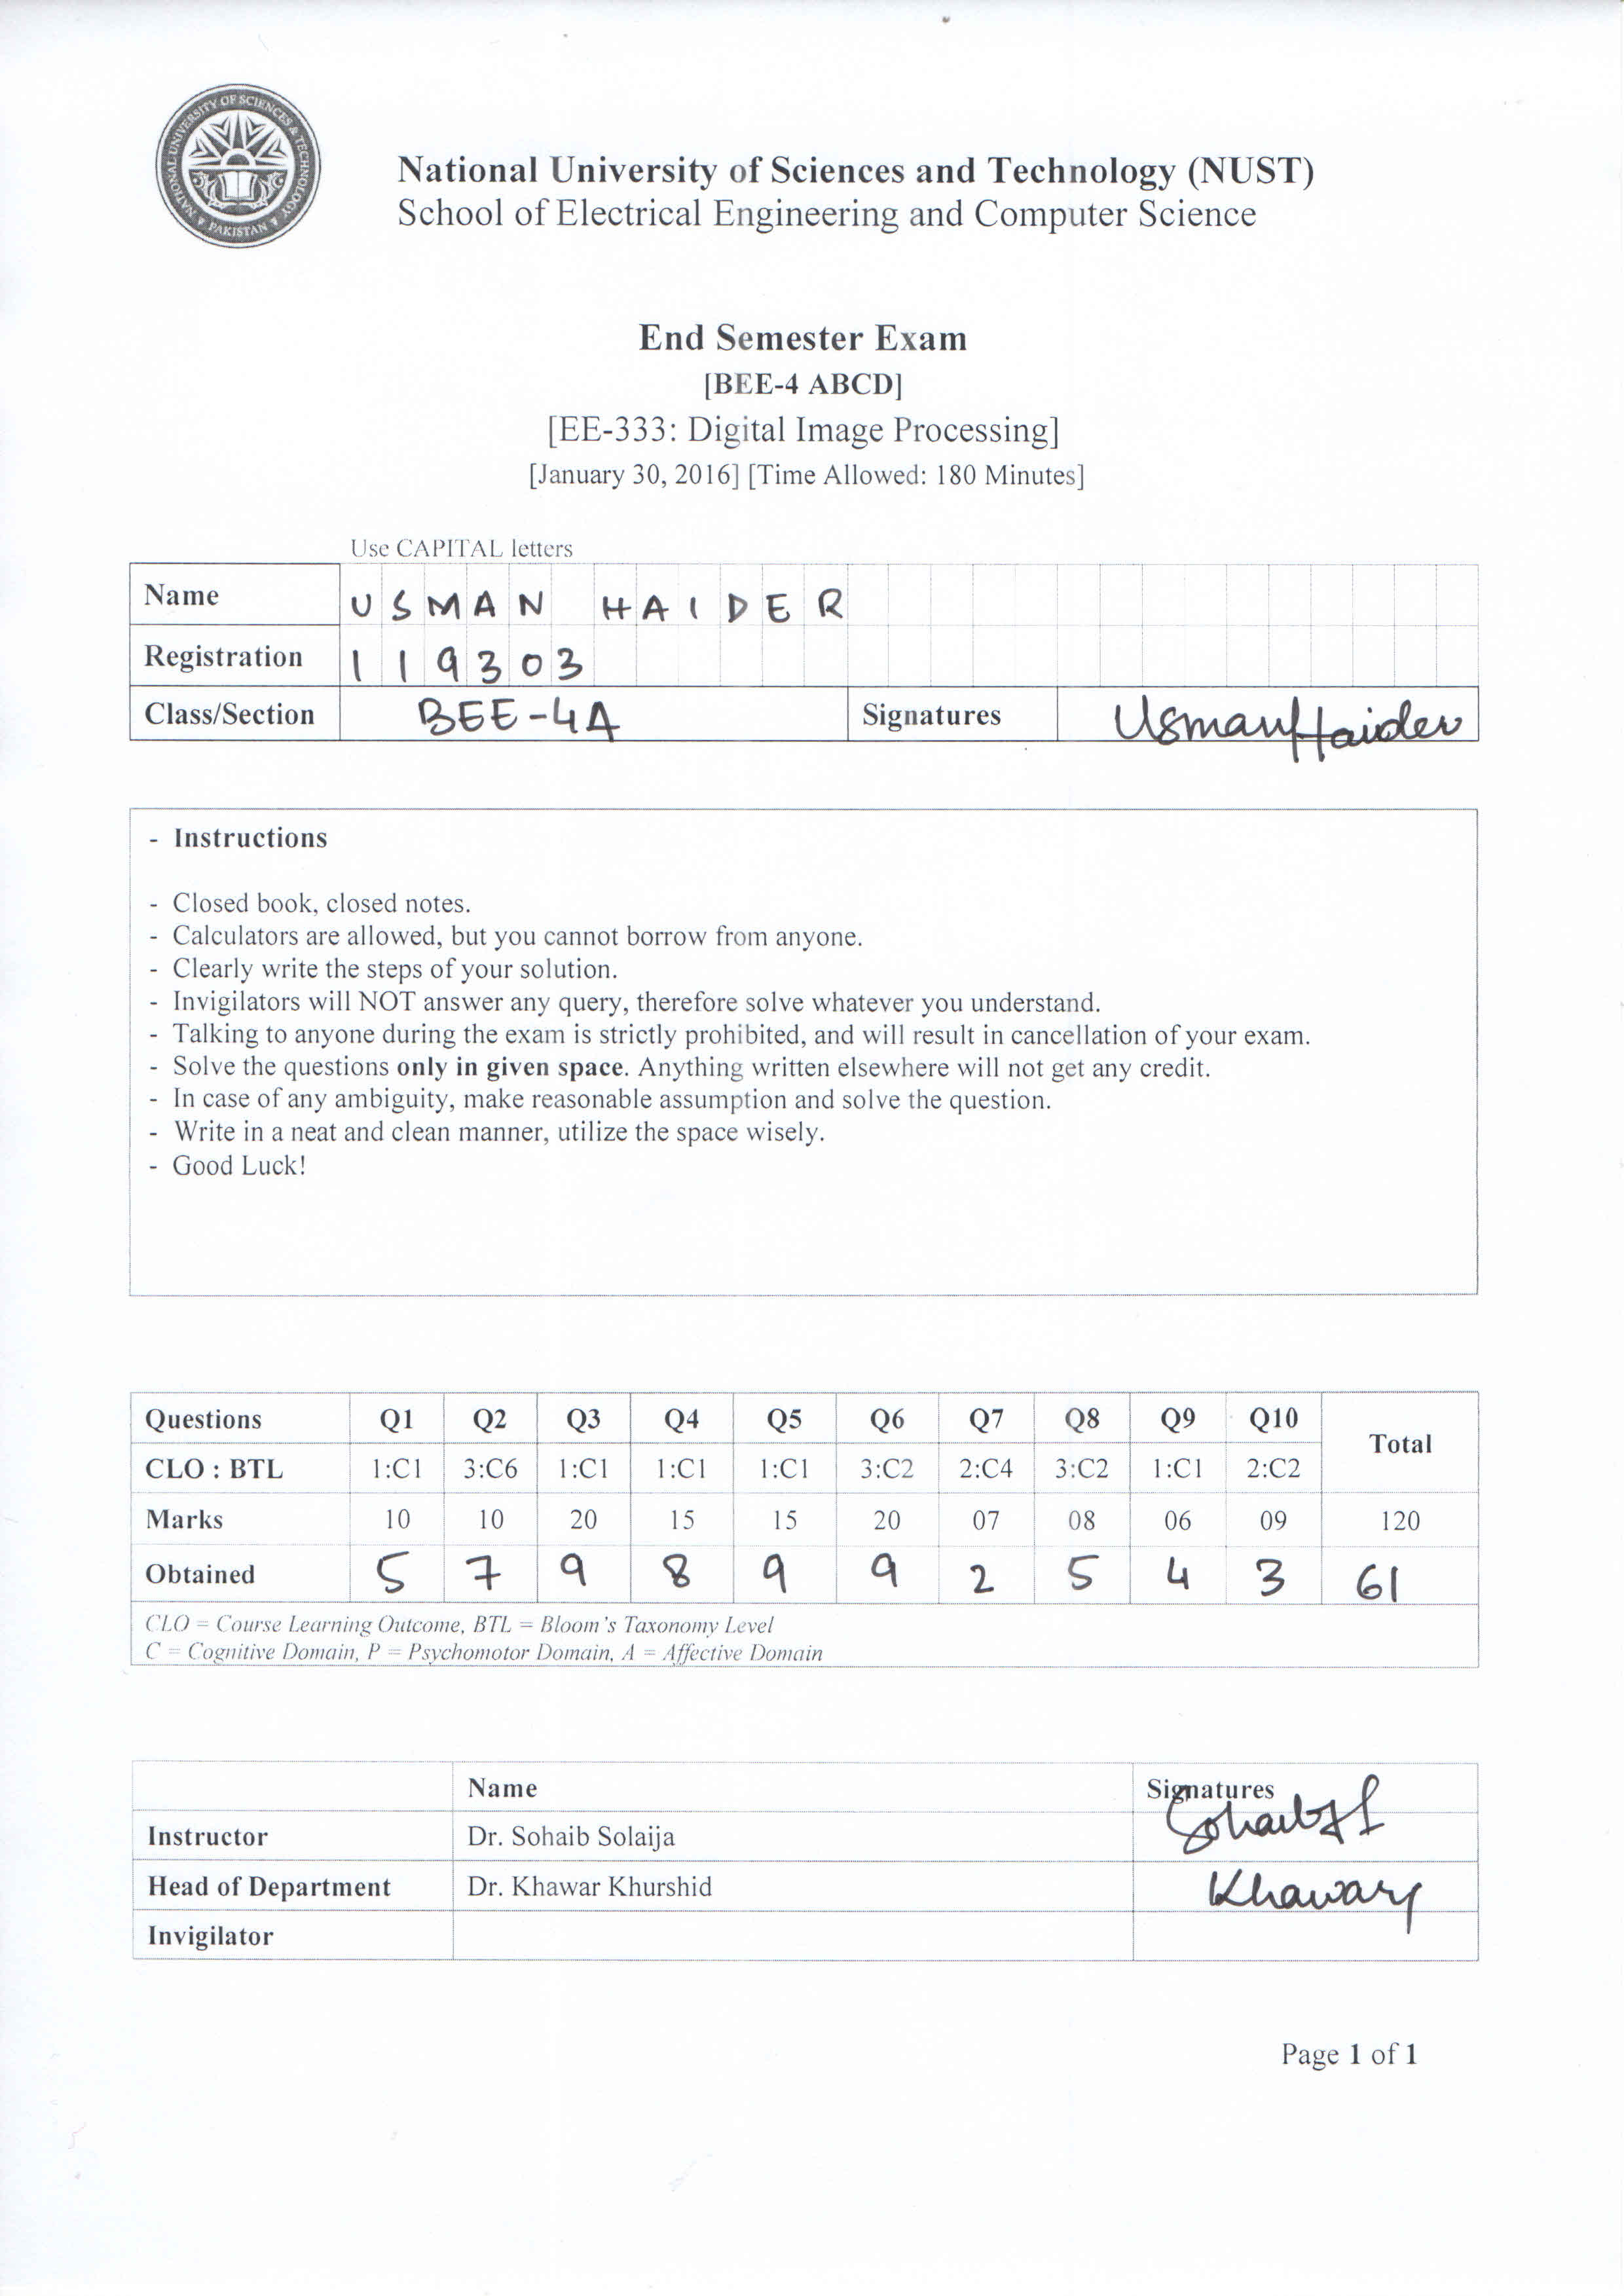 NATIONAL UNIVERSITY OF SCIENCES & TECHNOLOGY
PAKISTAN
National University of Sciences and Technology (NUST)
School of Electrical Engineering and Computer Science
End Semester Exam
[BEE-4 ABCD]
[EE-333: Digital Image Processing]
[January 30, 2016] [Time Allowed: 180 Minutes]
Use CAPITAL letters
Name USMAN HAIDER
Registration 119303
Class/Section BEE-4A Signatures Usman Haider
- Instructions
- Closed book, closed notes.
- Calculators are allowed, but you cannot borrow from anyone.
- Clearly write the steps of your solution.
- Invigilators will NOT answer any query, therefore solve whatever you understand.
- Talking to anyone during the exam is strictly prohibited, and will result in cancellation of your exam.
- Solve the questions only in given space. Anything written elsewhere will not get any credit.
- In case of any ambiguity, make reasonable assumption and solve the question.
- Write in a neat and clean manner, utilize the space wisely.
- Good Luck!
Questions Q1 Q2 Q3 Q4 Q5 Q6 Q7 Q8 Q9 Q10 Total
CLO : BTL 1:C1 3:C6 1:C1 1:C1 1:C1 3:C2 2:C4 3:C2 1:C1 2:C2
Marks 10 10 20 15 15 20 07 08 06 09 120
Obtained 5 7 9 8 9 9 2 5 4 3 61
CLO = Course Learning Outcome, BTL = Bloom's Taxonomy Level
C = Cognitive Domain, P = Psychomotor Domain, A = Affective Domain
Name Signatures
Instructor Dr. Sohaib Solaija Sohaib
Head of Department Dr. Khawar Khurshid Khawar
Invigilator
Page 1 of 1